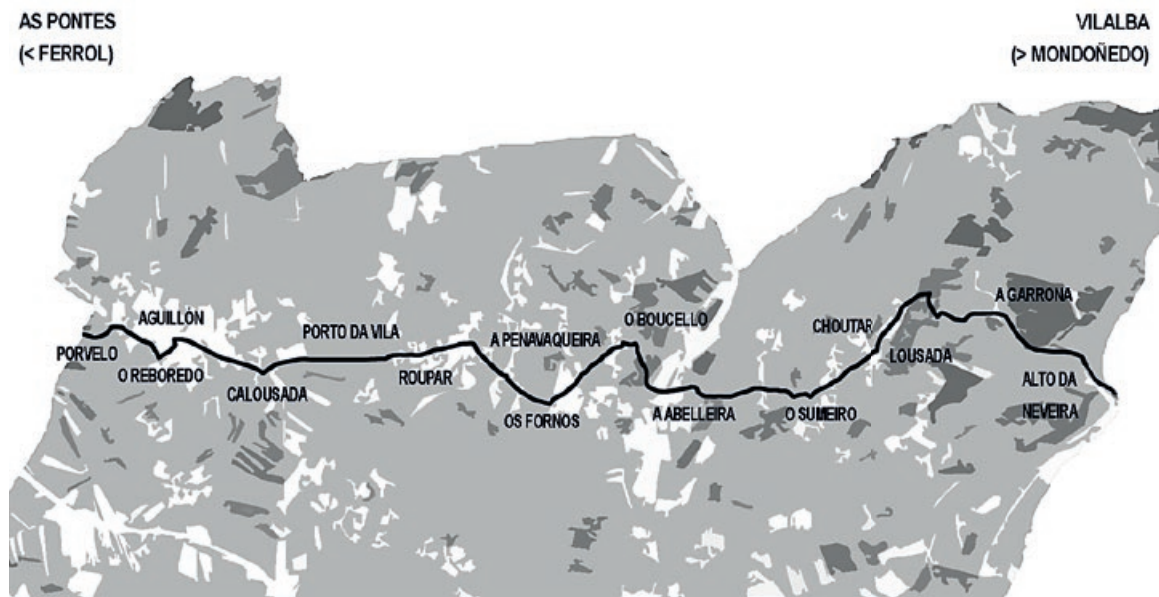 AS PONTES
(< FERROL)
VILALBA
(> MONDOÑEDO)
A GARRONA
AGUILLÓN
O BOUCELLO
PORTO DA VILA
A PENAVAQUEIRA
CHOUTAR
PORVELO
LOUSADA
O REBOREDO
ROUPAR
ALTO DA
NEVEIRA
CALOUSADA
OS FORNOS
A ABELLEIRA
O SUMEIRO